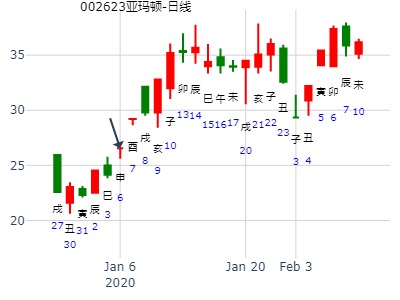 002623亚玛顿-日线
35
30
25
20
戌
27
丑
30
寅
31
辰
2
巳
3
申
6
酉
7
戌
8
亥
9
子
10
卯
13
辰
14
巳
15
午
16
未
17
戌
20
亥
21
子
22
丑
23
子
3
丑
4
寅
5
卯
6
辰
7
未
10
Jan 6
2020
Jan 20
Feb 3